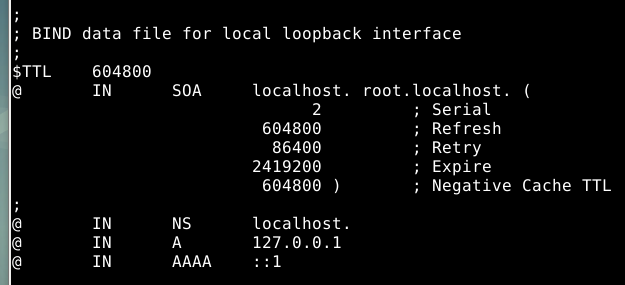 ;
; BIND data file for local loopback interface
;
$TTL    604800
@       IN      SOA     localhost. root.localhost. (
                              2         ; Serial
                         604800         ; Refresh
                          86400         ; Retry
                        2419200         ; Expire
                         604800 )       ; Negative Cache TTL
;
@       IN      NS      localhost.
@       IN      A       127.0.0.1
@       IN      AAAA    ::1